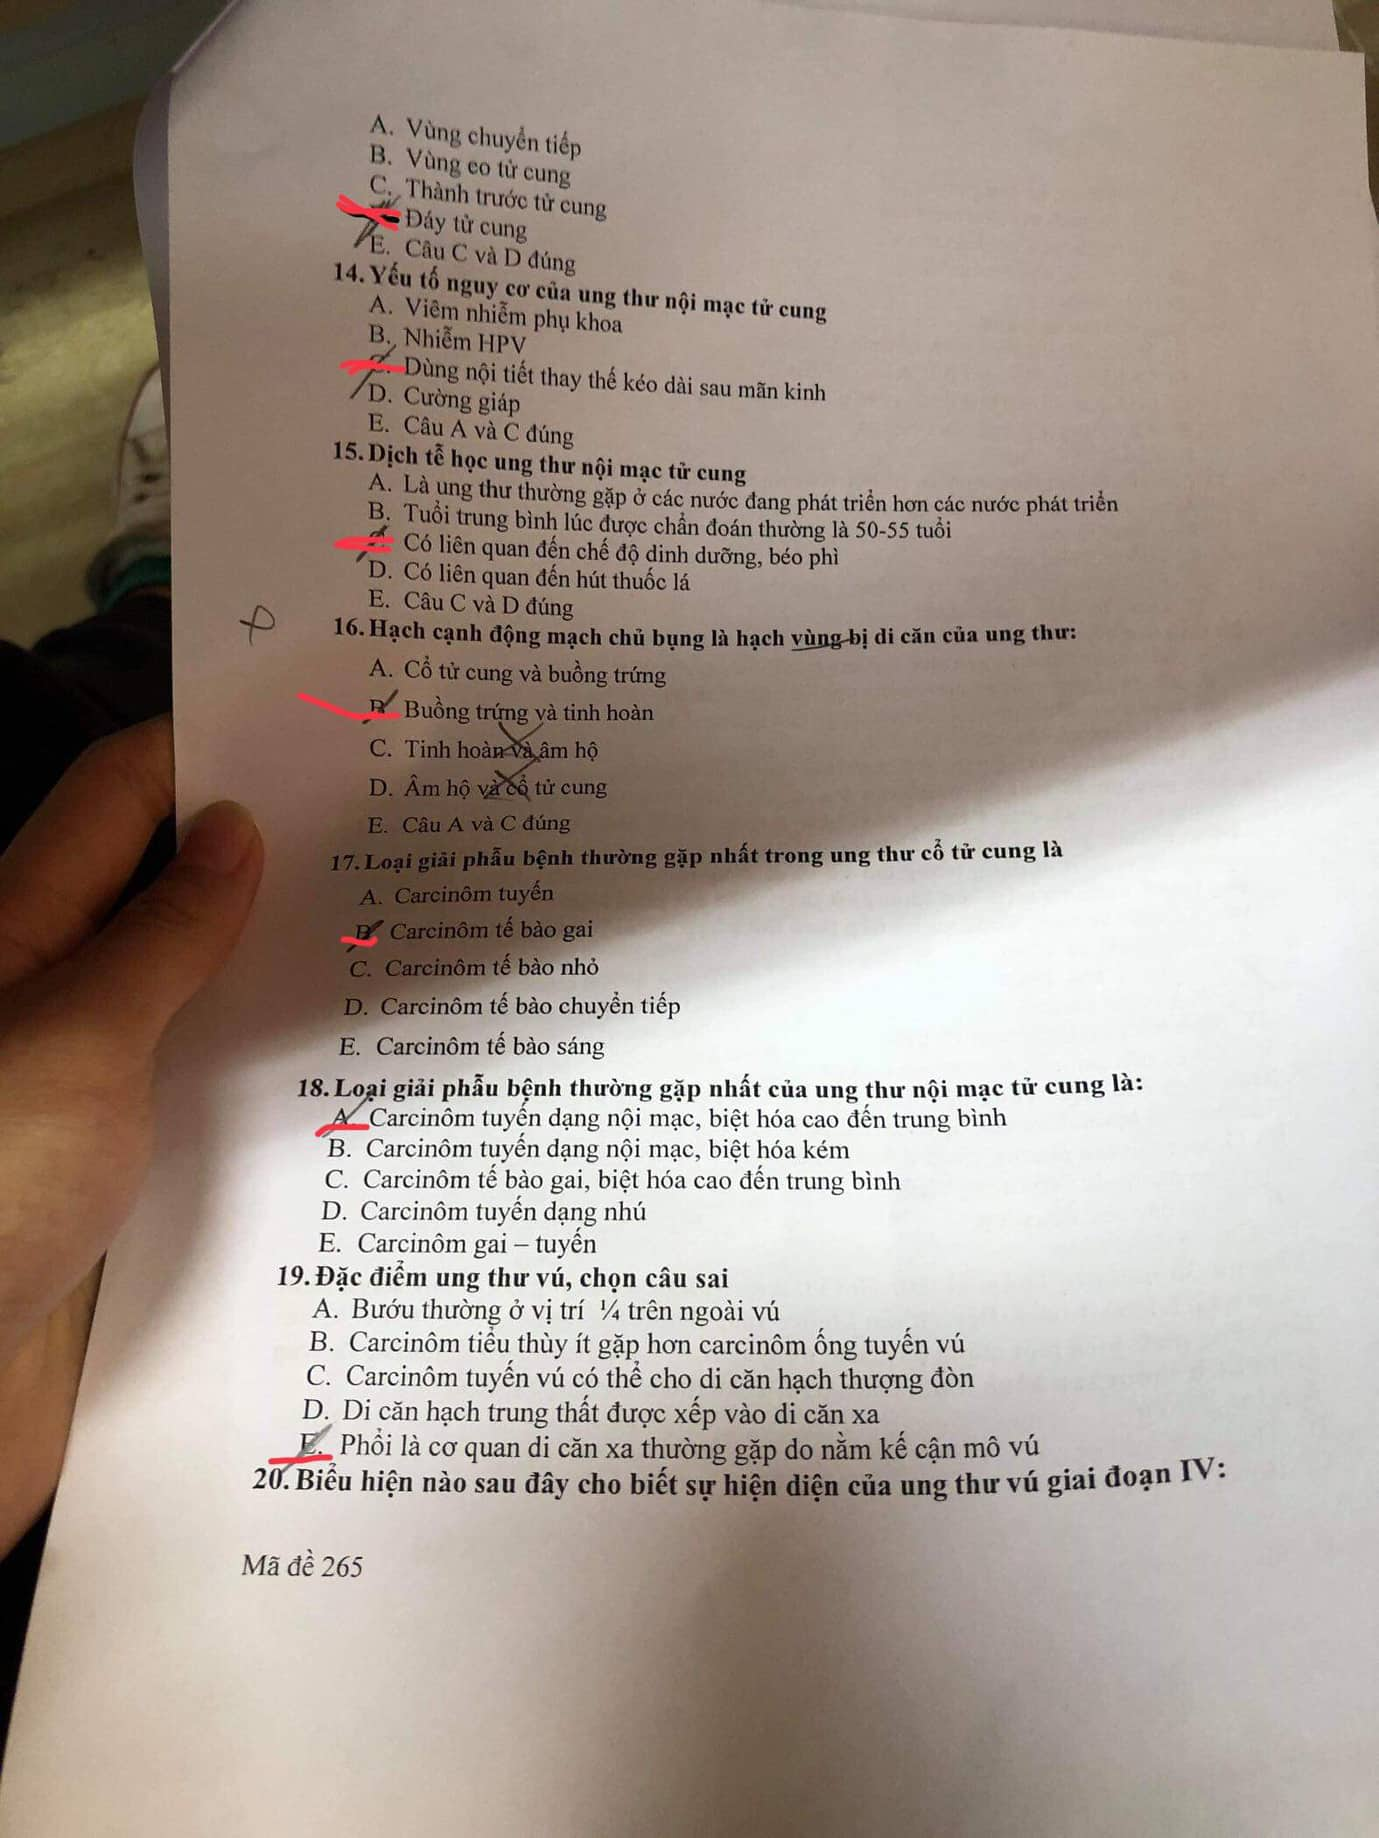 A. Vùng chuyển tiếp
B. Vùng eo tử cung
C. Thành trước tử cung
Đáy tử cung
E. Câu C và D đúng
14. Yếu tố nguy cơ của ung thư nội mạc tử cung
A. Viêm nhiễm phụ khoa
B. Nhiễm HPV
C. Dùng nội tiết thay thế kéo dài sau mãn kinh
D. Cường giáp
E. Câu A và C đúng
15. Dịch tễ học ung thư nội mạc tử cung
A. Là ung thư thường gặp ở các nước đang phát triển hơn các nước phát triển
B. Tuổi trung bình lúc được chẩn đoán thường là 50-55 tuổi
Có liên quan đến chế độ dinh dưỡng, béo phì
D. Có liên quan đến hút thuốc lá
E. Câu C và D đúng
16. Hạch cạnh động mạch chủ bụng là hạch vùng bị di căn của ung thư:
A. Cổ tử cung và buồng trứng
B Buồng trứng và tinh hoàn
C. Tinh hoàn và âm hộ
D. Âm hộ và cổ tử cung
E. Câu A và C đúng
17. Loại giải phẫu bệnh thường gặp nhất trong ung thư cổ tử cung là
A. Carcinôm tuyến
B Carcinôm tế bào gai
C. Carcinôm tế bào nhỏ
D. Carcinôm tế bào chuyển tiếp
E. Carcinôm tế bào sáng
18. Loại giải phẫu bệnh thường gặp nhất của ung thư nội mạc tử cung là:
A. Carcinôm tuyến dạng nội mạc, biệt hóa cao đến trung bình
B. Carcinôm tuyến dạng nội mạc, biệt hóa kém
C. Carcinôm tế bào gai, biệt hóa cao đến trung bình
D. Carcinôm tuyến dạng nhú
E. Carcinôm gai – tuyến
19. Đặc điểm ung thư vú, chọn câu sai
A. Bướu thường ở vị trí ¼ trên ngoài vú
B. Carcinôm tiểu thùy ít gặp hơn carcinôm ống tuyến vú
C. Carcinôm tuyến vú có thể cho di căn hạch thượng đòn
D. Di căn hạch trung thất được xếp vào di căn xa
E. Phổi là cơ quan di căn xa thường gặp do nằm kế cận mô vú
20. Biểu hiện nào sau đây cho biết sự hiện diện của ung thư vú giai đoạn IV:
Mã đề 265